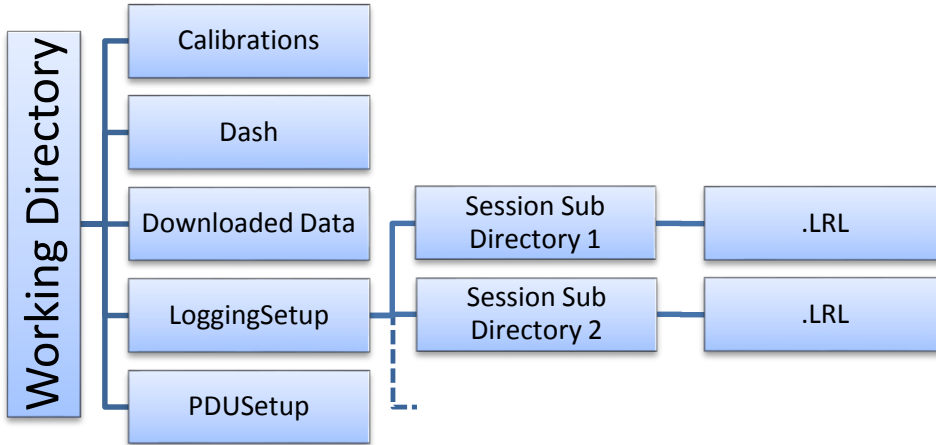 Working Directory
Calibrations
Dash
Downloaded Data
LoggingSetup
PDUSetup
Session Sub
Directory 1
.LRL
Session Sub
Directory 2
.LRL